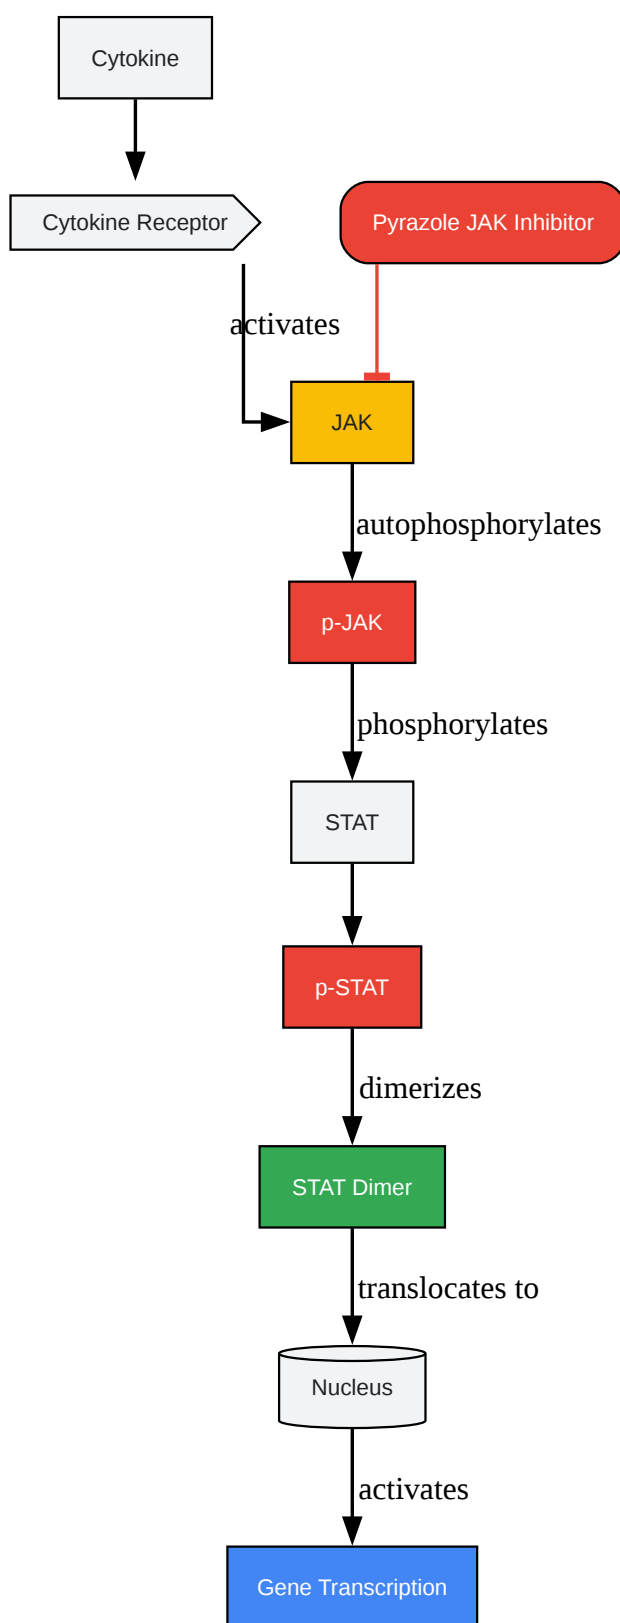 Cytokine
Cytokine Receptor
Pyrazole JAK Inhibitor
activates
JAK
autophosphorylates
p-JAK
phosphorylates
STAT
p-STAT
dimerizes
STAT Dimer
translocates to
Nucleus
activates
Gene Transcription